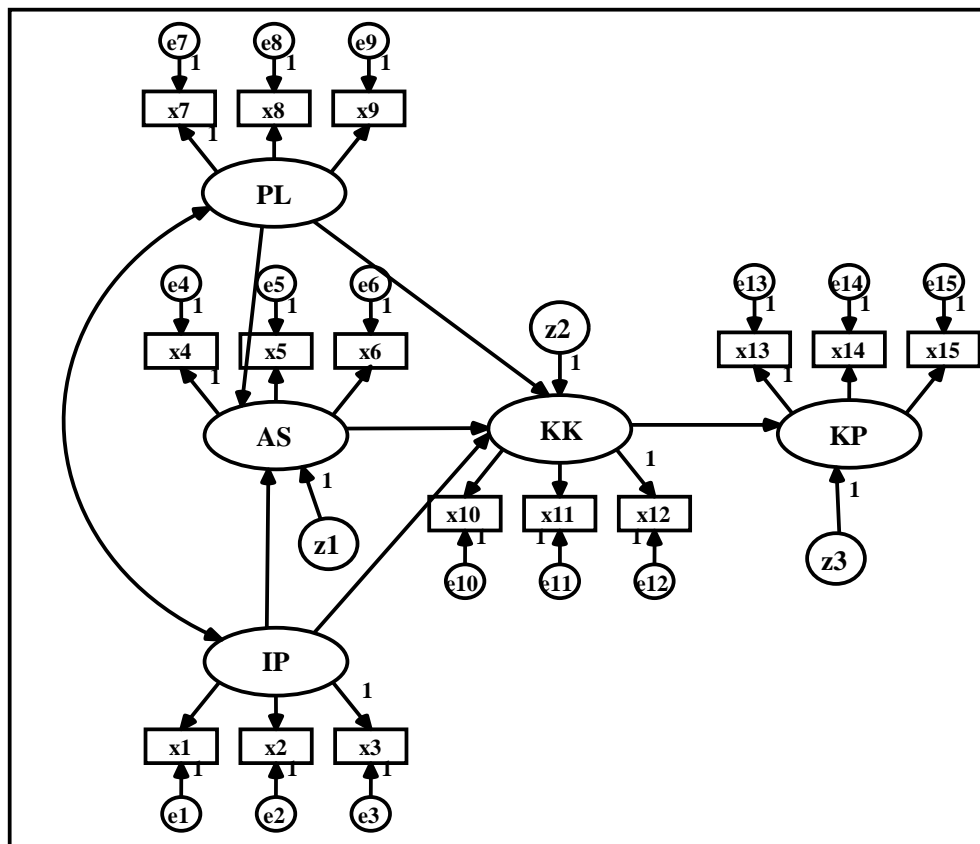 e7 e8 e9
1 1 1
x7 x8 x9
1
PL
e4 e5 e6
1 1 1
x4 x5 x6
1
AS
1
z1
z2
1
KK
1
x10 x11 x12
1 1 1
e10 e11 e12
e13 e14 e15
1 1 1
x13 x14 x15
1
KP
1
z3
IP
1
x1 x2 x3
1 1 1
e1 e2 e3